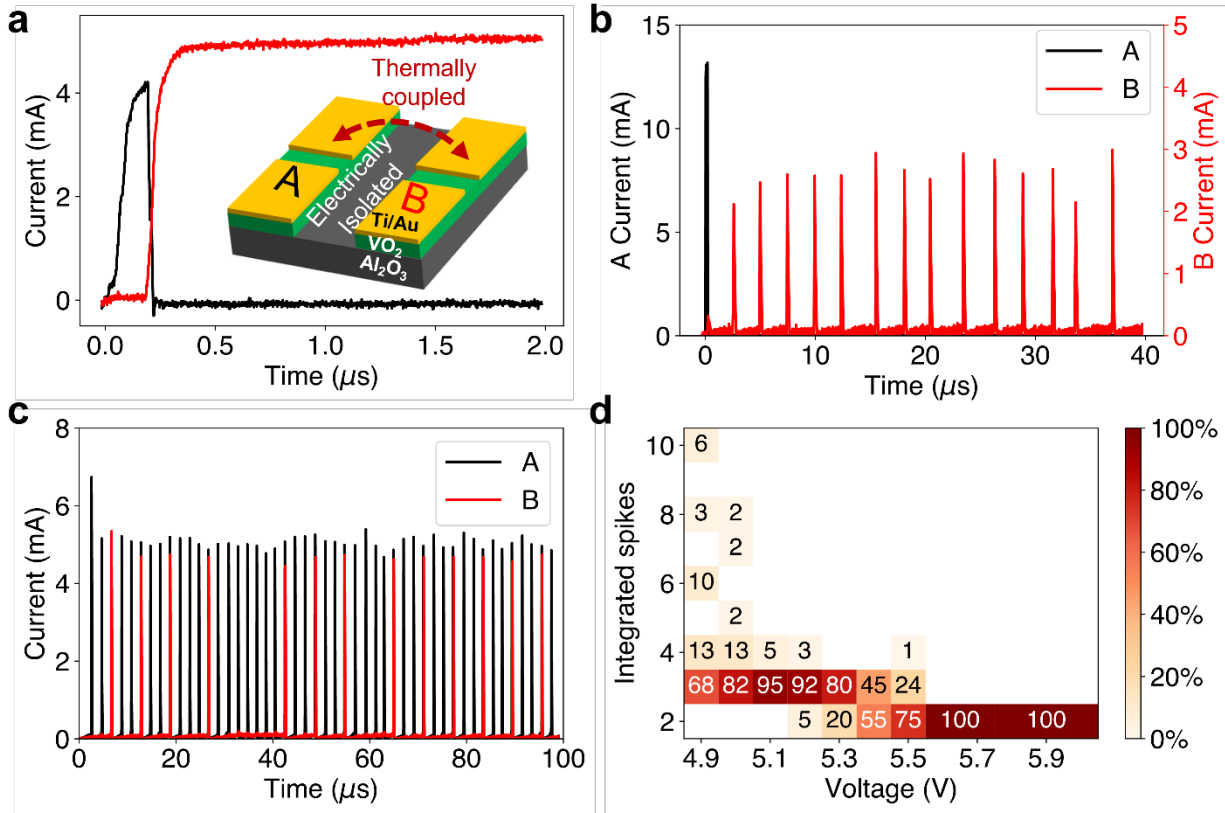 a
Current (mA)
4
2
0
0.0 0.5 1.0 1.5 2.0
Time (μs)
Thermally
coupled
Electrically
Isolated
A
B
Ti/Au
VO₂
Al₂O₃
b
A Current (mA)
15
10
5
0
A
B
5
4
3
2
1
0
B Current (mA)
0 10 20 30 40
Time (μs)
c
Current (mA)
8
6
4
2
0
A
B
0 20 40 60 80 100
Time (μs)
d
Integrated spikes
10
8
6
4
2
6
3 2
2
10
2
13 13 5 3 1
68 82 95 92 80 45 24
5 20 55 75 100 100
4.9 5.1 5.3 5.5 5.7 5.9
Voltage (V)
100%
80%
60%
40%
20%
0%